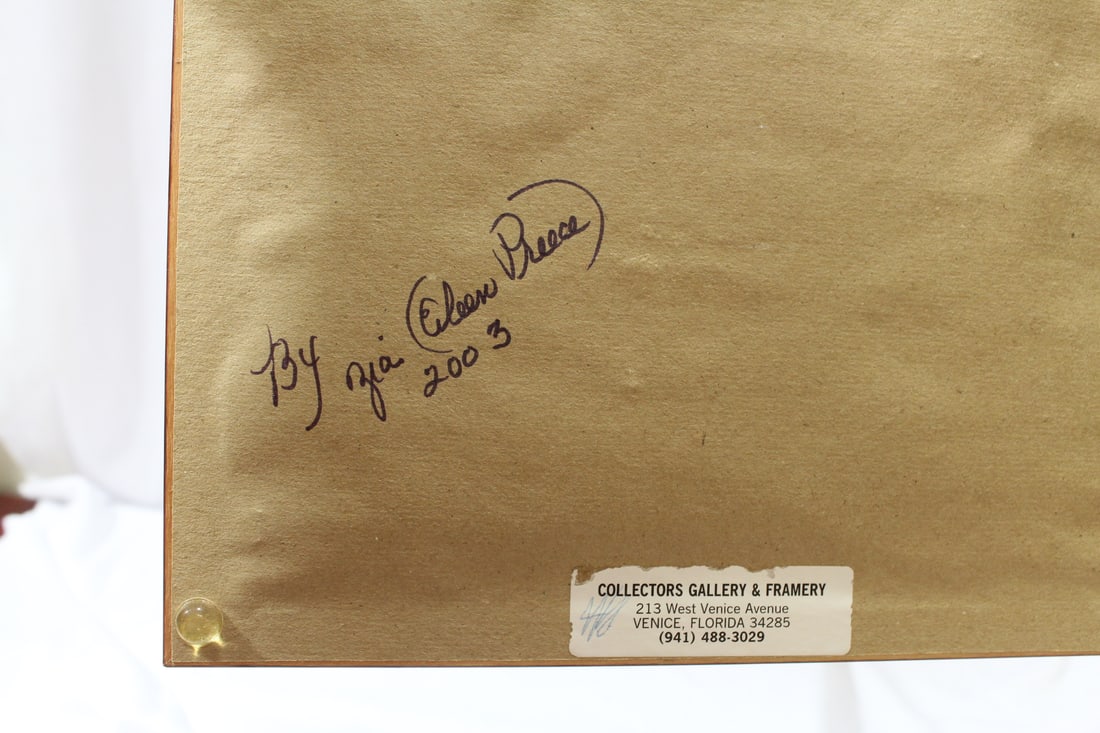 By Zia (Eileen Preece)
2003
COLLECTORS GALLERY & FRAMERY
213 West Venice Avenue
VENICE, FLORIDA 34285
(941) 488-3029